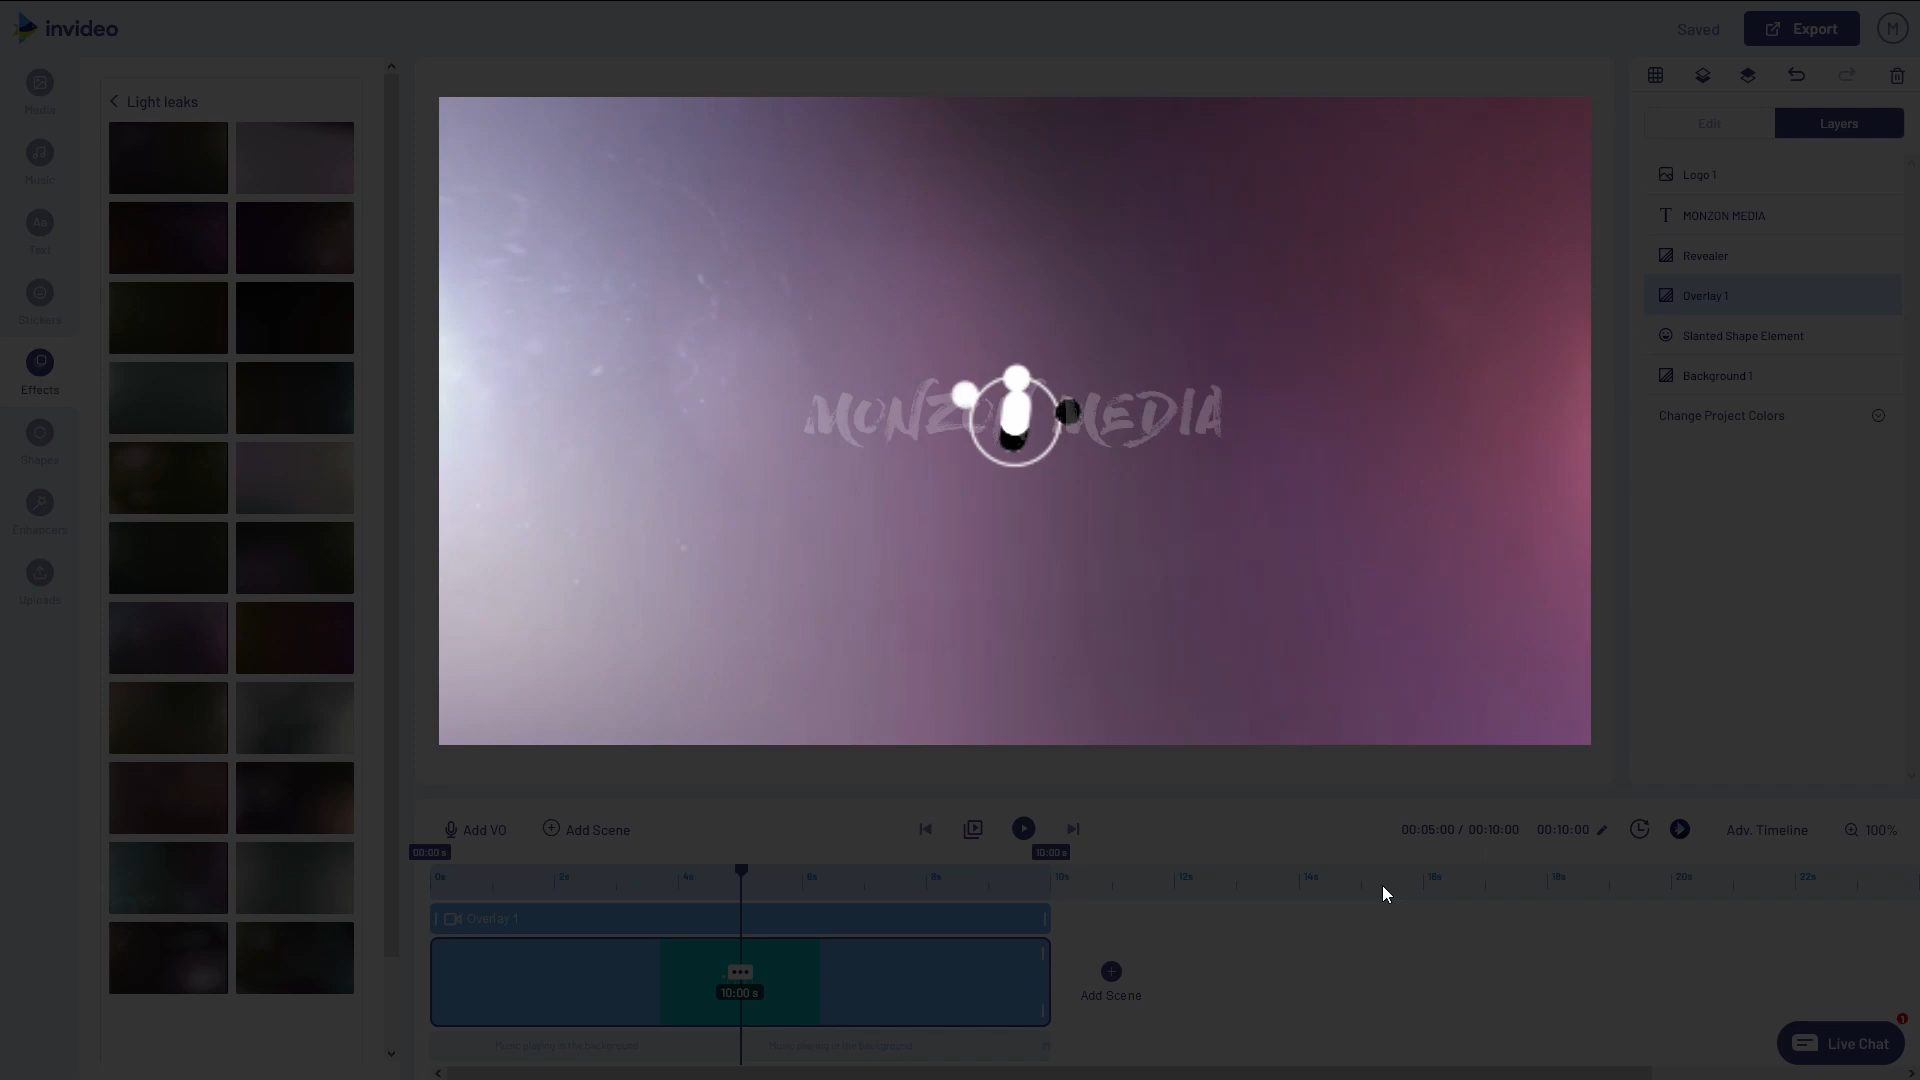 invideo
Saved
Export
M
Media
Music
Aa
Text
Stickers
Effects
Shapes
Enhancers
Uploads
Light leaks
MONZON MEDIA
Edit
Layers
Logo 1
MONZON MEDIA
Revealer
Overlay 1
Slanted Shape Element
Background 1
Change Project Colors
Add VO
Add Scene
00:05:00 / 00:10:00
00:10:00
Adv. Timeline
100%
00:00 s
10:00 s
0s
2s
4s
6s
8s
10s
12s
14s
16s
18s
20s
22s
Overlay 1
10:00 s
Add Scene
Music playing in the background
Music playing in the background
1
Live Chat